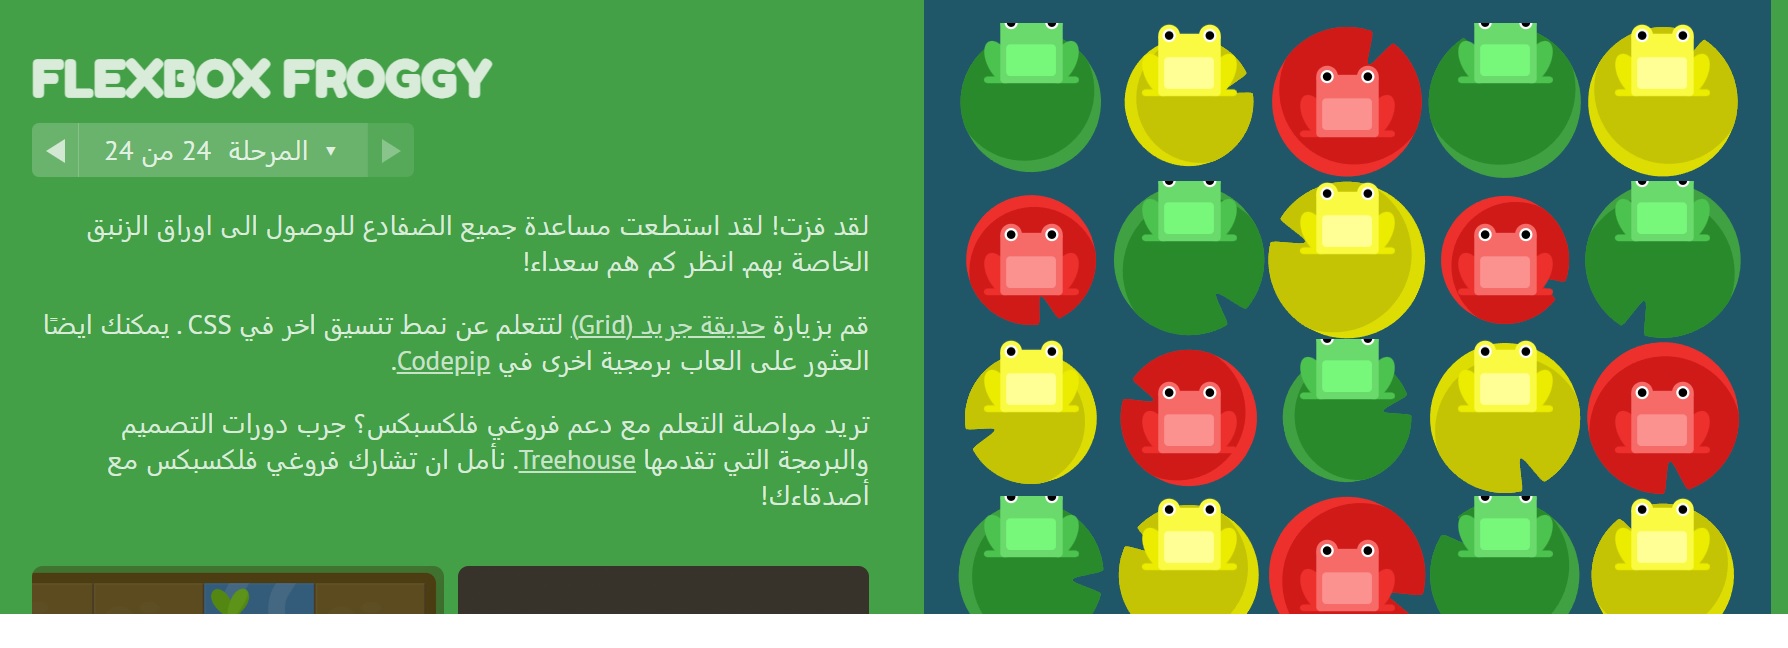 FLEXBOX FROGGY
المرحلة 24 من 24
لقد فزت! لقد استطعت مساعدة جميع الضفادع للوصول الى اوراق الزنبق
الخاصة بهم. انظر كم هم سعداء!
قم بزيارة حديقة جريد (Grid) لتتعلم عن نمط تنسيق اخر في CSS . يمكنك ايضًا
العثور على العاب برمجية اخرى في Codepip.
تريد مواصلة التعلم مع دعم فروغي فلكسبكس؟ جرب دورات التصميم
والبرمجة التي تقدمها Treehouse. نأمل ان تشارك فروغي فلكسبكس مع
أصدقاءك!